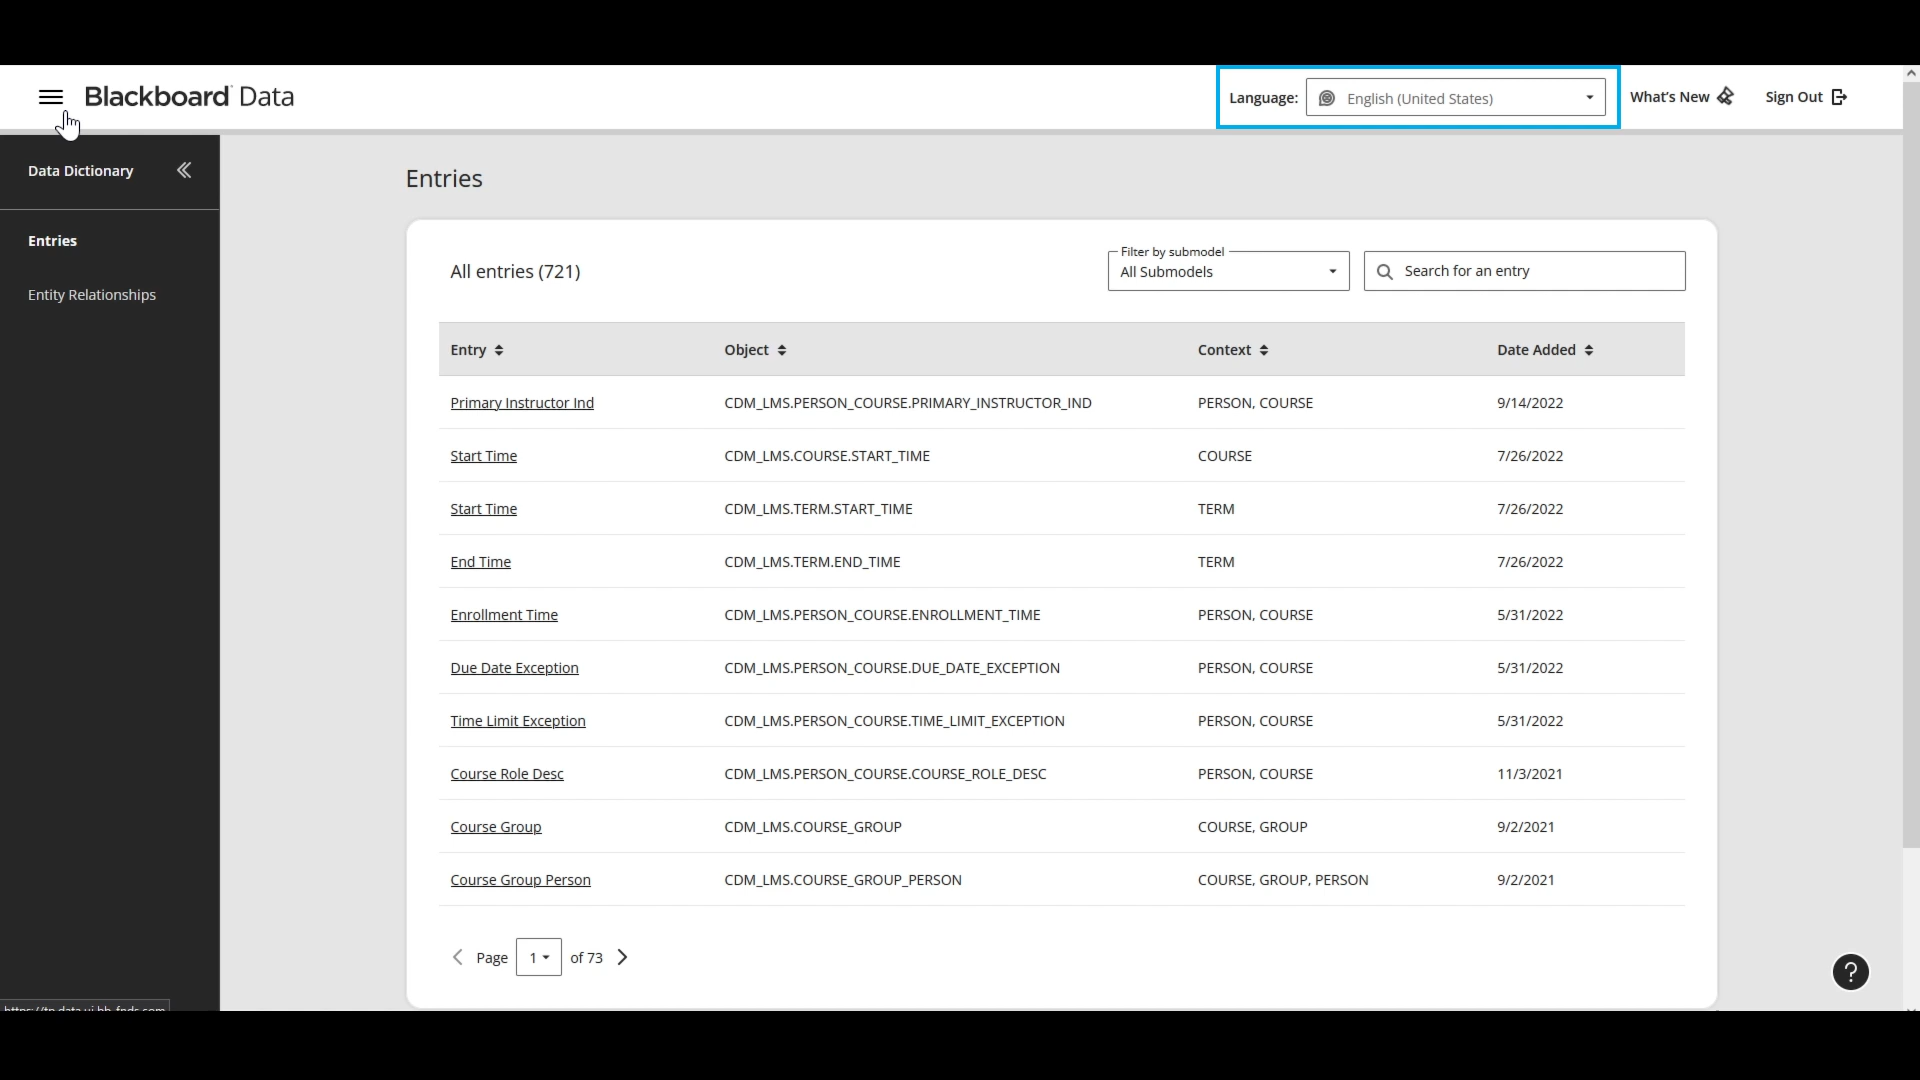 Blackboard Data
Language: English (United States)
What's New
Sign Out
Data Dictionary
Entries
Entity Relationships
Entries
All entries (721)
Filter by submodel
All Submodels
Search for an entry
Entry Object Context Date Added
Primary Instructor Ind CDM_LMS.PERSON_COURSE.PRIMARY_INSTRUCTOR_IND PERSON, COURSE 9/14/2022
Start Time CDM_LMS.COURSE.START_TIME COURSE 7/26/2022
Start Time CDM_LMS.TERM.START_TIME TERM 7/26/2022
End Time CDM_LMS.TERM.END_TIME TERM 7/26/2022
Enrollment Time CDM_LMS.PERSON_COURSE.ENROLLMENT_TIME PERSON, COURSE 5/31/2022
Due Date Exception CDM_LMS.PERSON_COURSE.DUE_DATE_EXCEPTION PERSON, COURSE 5/31/2022
Time Limit Exception CDM_LMS.PERSON_COURSE.TIME_LIMIT_EXCEPTION PERSON, COURSE 5/31/2022
Course Role Desc CDM_LMS.PERSON_COURSE.COURSE_ROLE_DESC PERSON, COURSE 11/3/2021
Course Group CDM_LMS.COURSE_GROUP COURSE, GROUP 9/2/2021
Course Group Person CDM_LMS.COURSE_GROUP_PERSON COURSE, GROUP, PERSON 9/2/2021
Page 1 of 73
?